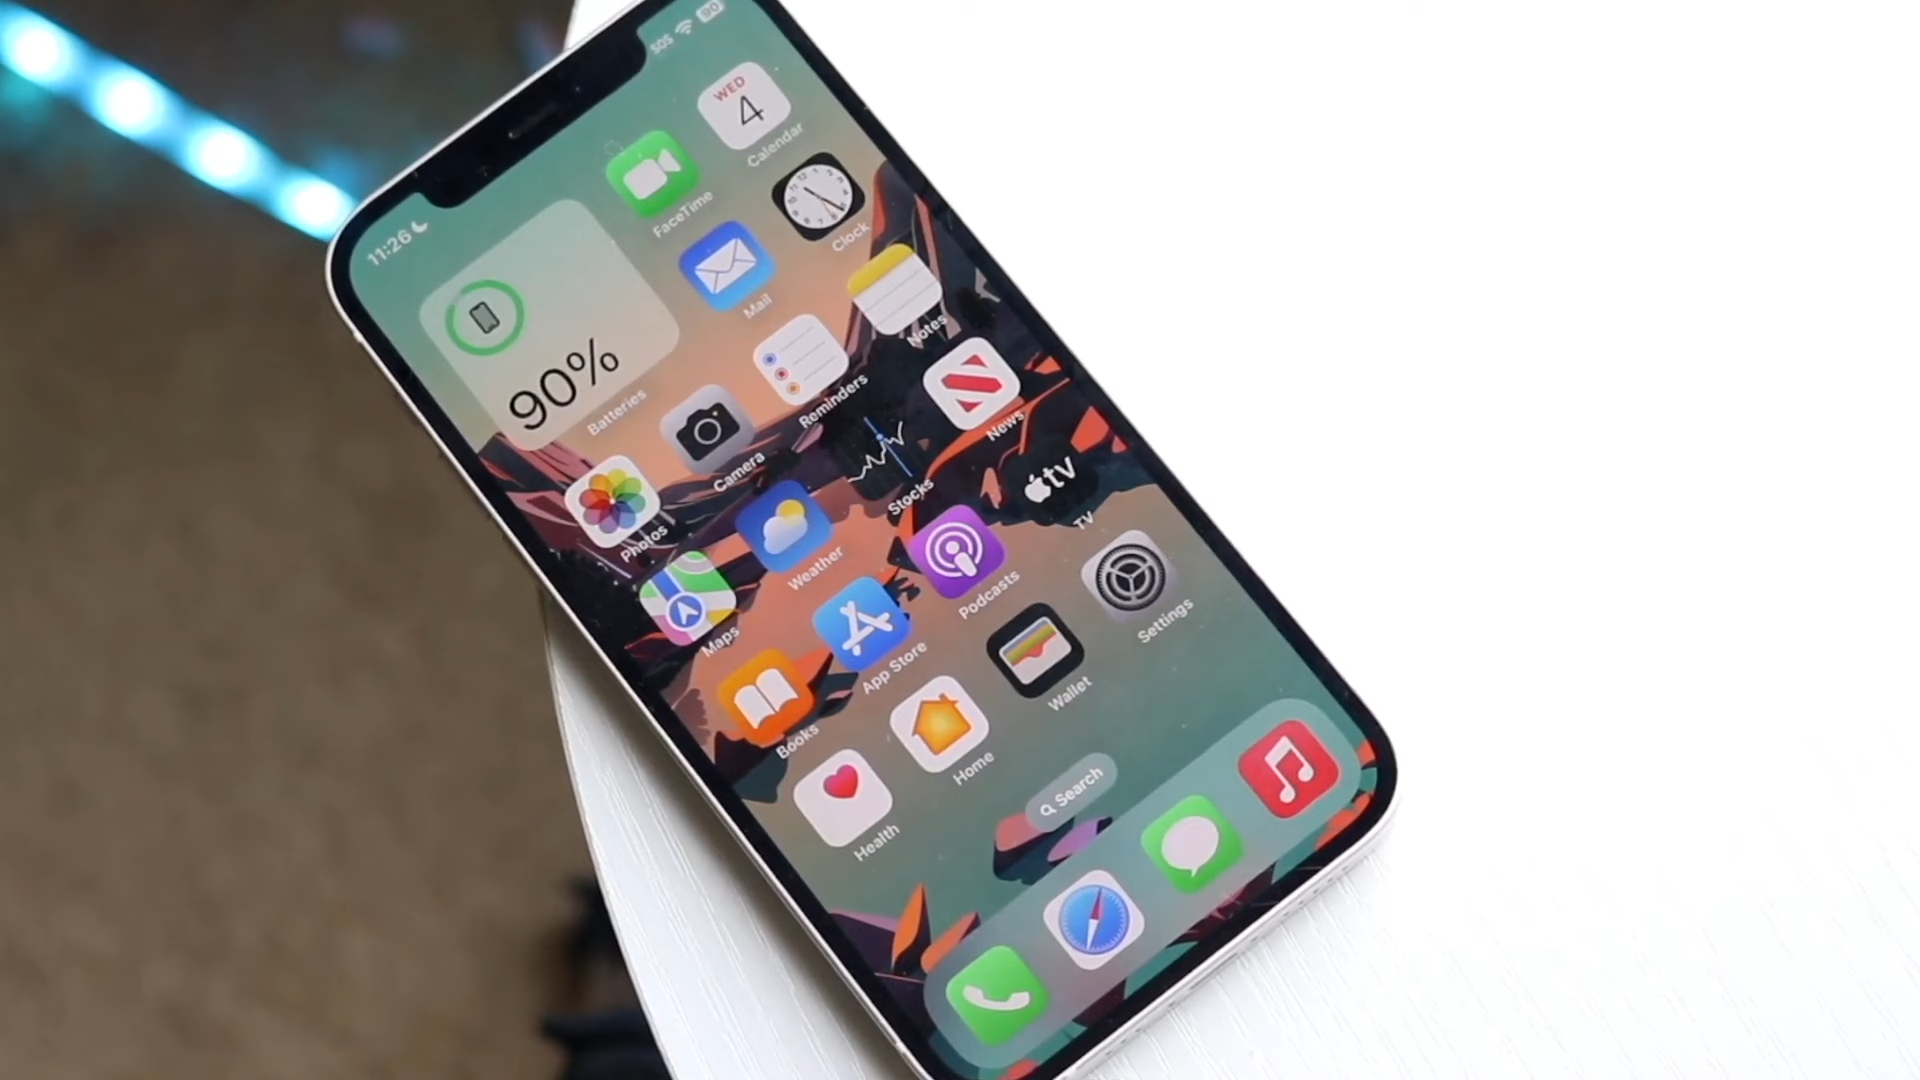 11:26
SOS 90
90%
Batteries
FaceTime
WED
4
Calendar
Mail
Clock
Photos
Camera
Reminders
Notes
Maps
Weather
Stocks
News
Books
App Store
Podcasts
tv
TV
Health
Home
Wallet
Settings
Search